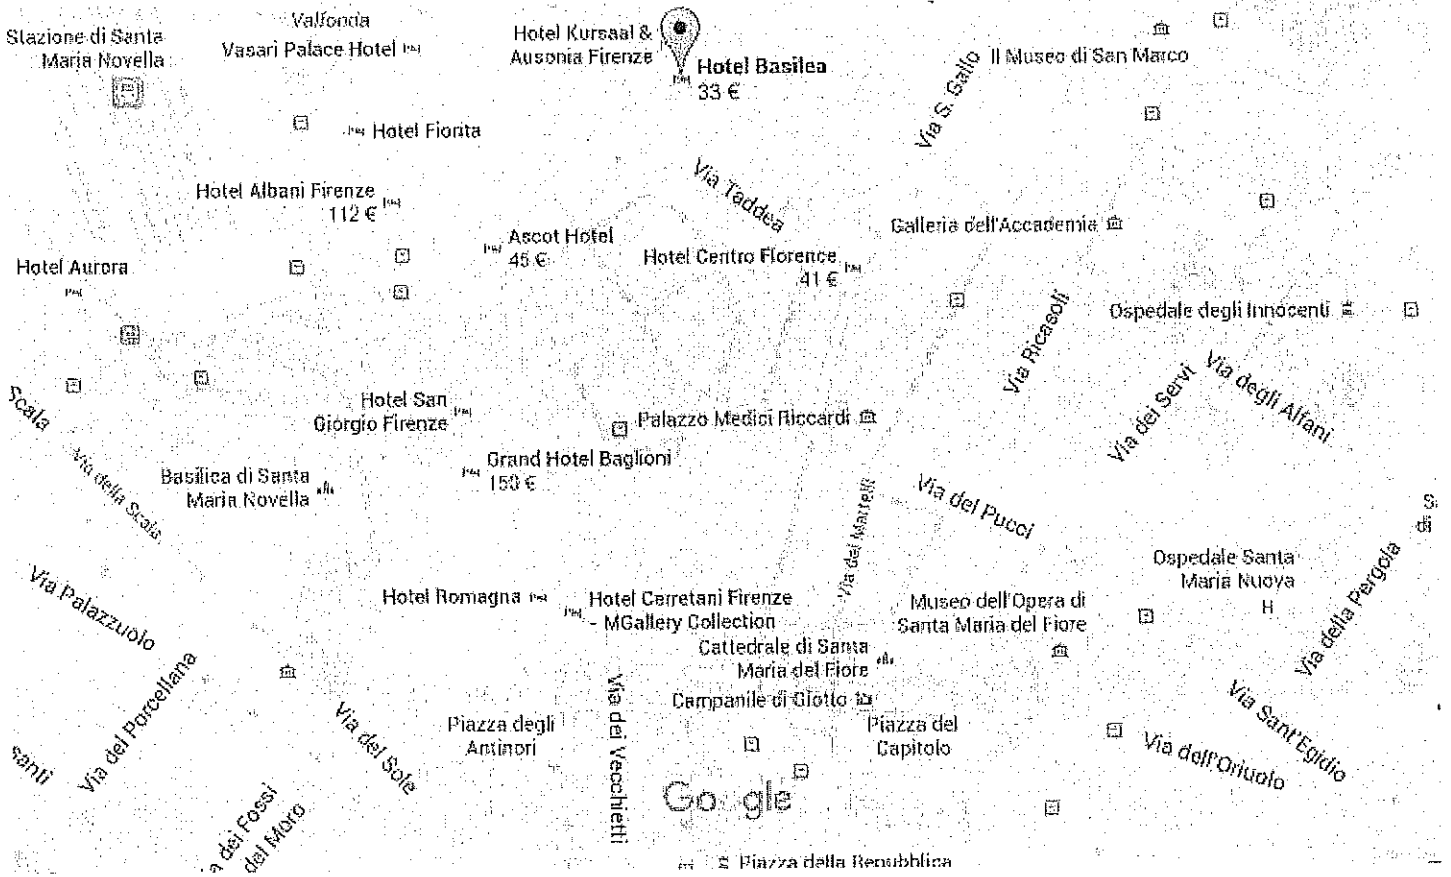 Valfonda
Stazione di Santa
Maria Novella
Vasari Palace Hotel
Hotel Kursaal &
Ausonia Firenze
Hotel Basilea
33 €
Via S. Gallo
Il Museo di San Marco
Hotel Fiorita
Via Taddea
Hotel Albani Firenze
112 €
Galleria dell'Accademia
Ascot Hotel
45 €
Hotel Centro Florence
41 €
Hotel Aurora
Via Ricasoli
Ospedale degli Innocenti
Via dei Servi
Via degli Alfani
Scala
Hotel San
Giorgio Firenze
Palazzo Medici Riccardi
Via della Scala
Basilica di Santa
Maria Novella
Grand Hotel Baglioni
150 €
Via dei Martelli
Via dei Pucci
S.
di
Via Palazzuolo
Ospedale Santa
Maria Nuova
H
Via della Pergola
Hotel Romagna
Hotel Cerretani Firenze
- MGallery Collection
Museo dell'Opera di
Santa Maria del Fiore
Cattedrale di Santa
Maria del Fiore
Via del Porcellana
Campanile di Giotto
Via dei Vecchietti
Via del Sole
Piazza degli
Antinori
Piazza del
Capitolo
Via Sant'Egidio
Via dell'Oriuolo
santi
Google
a dei Fossi
del Moro
Piazza della Repubblica